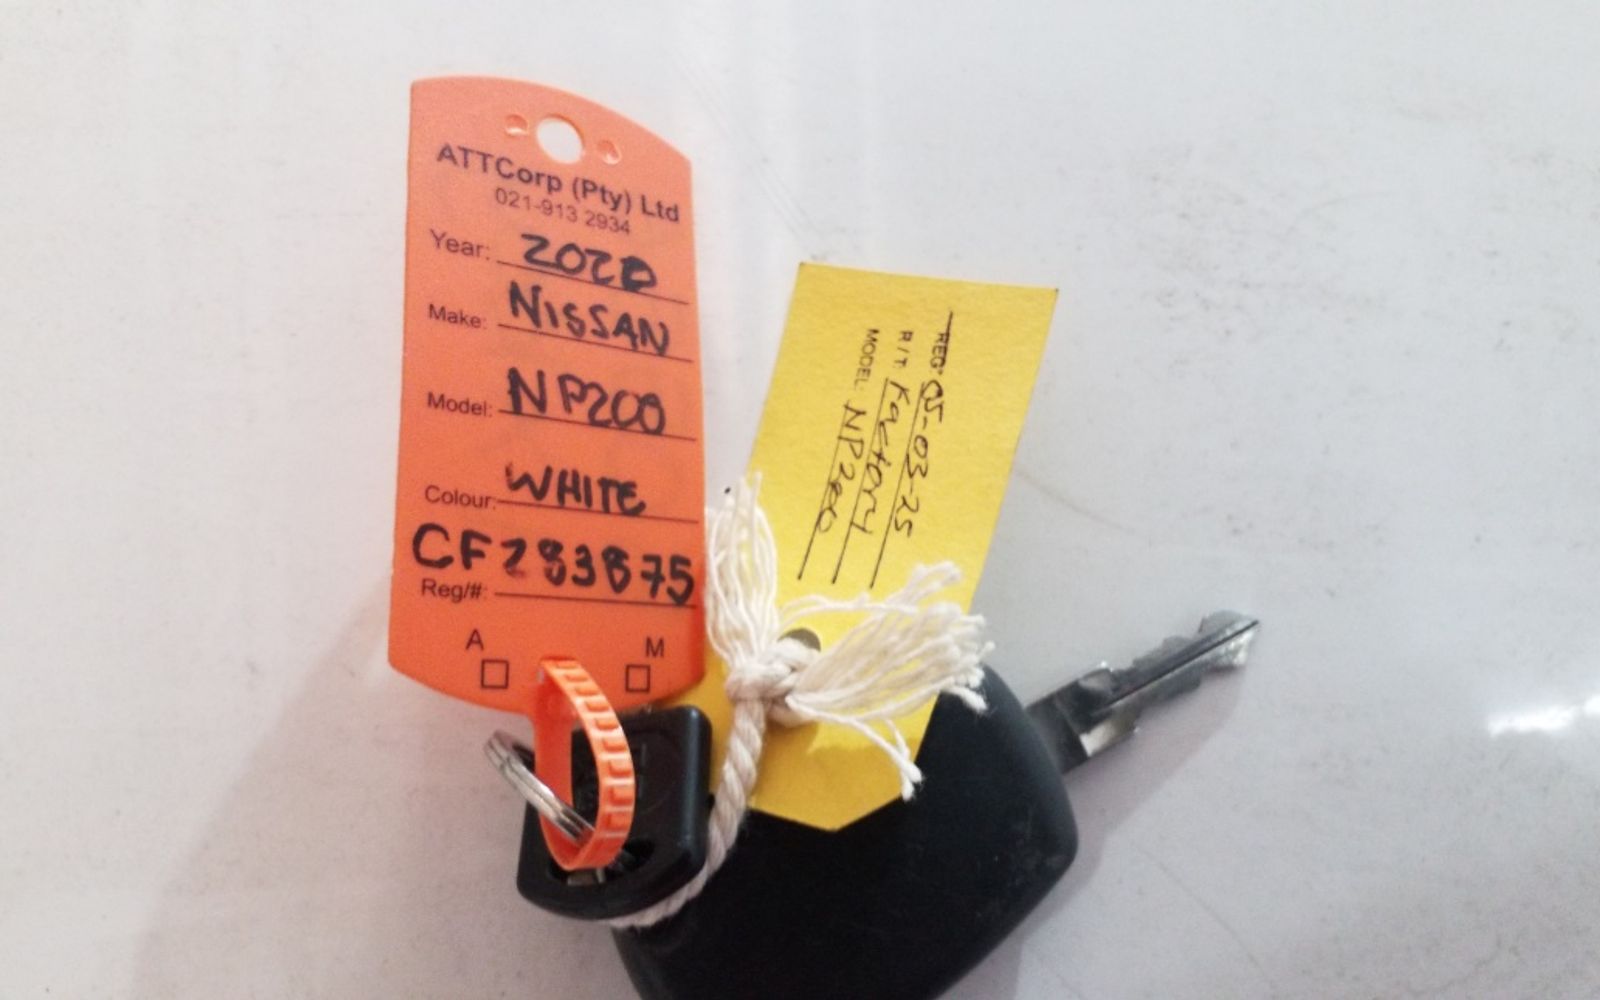 ATTCorp (Pty) Ltd
021-913 2934
Year: 2020
Make: NISSAN
Model: NP200
Colour: WHITE
CF283875
Reg/#:
A M
REG: 05-03-25
R/T: Factory
MODEL: NP200